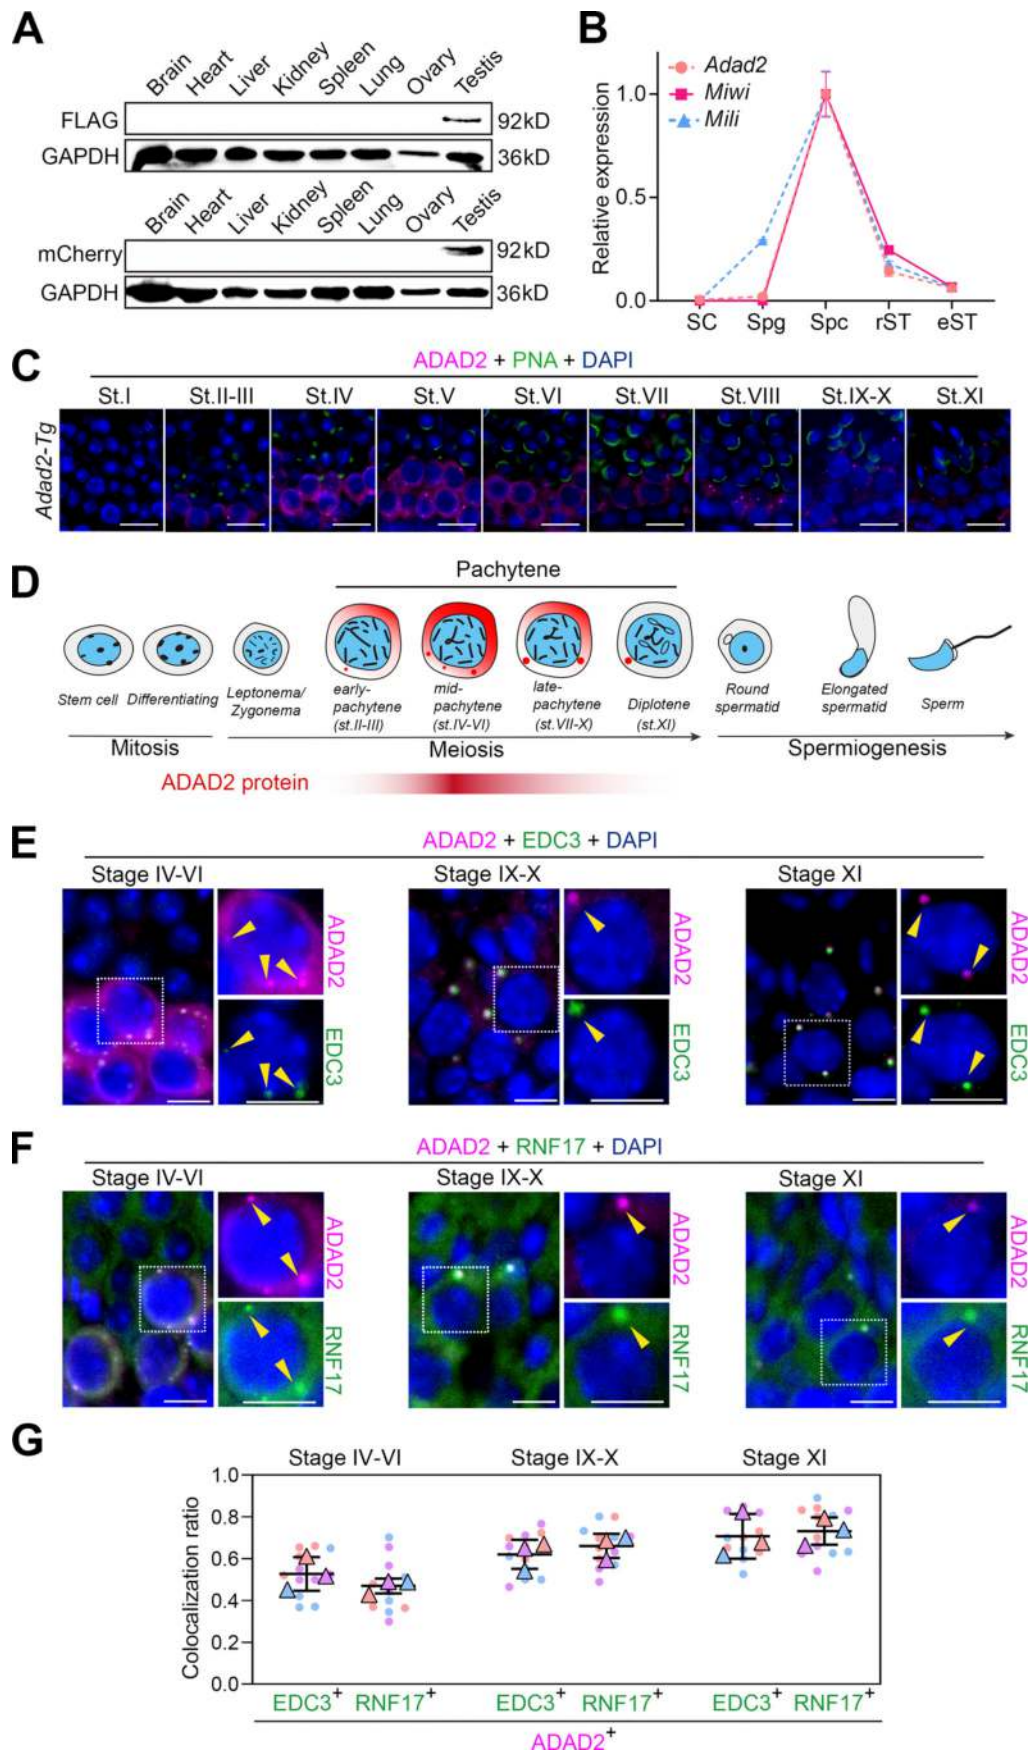 A
Brain Heart Liver Kidney Spleen Lung Ovary Testis
FLAG 92kD
GAPDH 36kD
Brain Heart Liver Kidney Spleen Lung Ovary Testis
mCherry 92kD
GAPDH 36kD
B
Adad2
Miwi
Mili
Relative expression
1.0
0.5
0.0
SC Spg Spc rST eST
C
ADAD2 + PNA + DAPI
St.I St.II-III St.IV St.V St.VI St.VII St.VIII St.IX-X St.XI
Adad2-Tg
D
Pachytene
Stem cell Differentiating Leptonema/ Zygonema early-pachytene (st.II-III) mid-pachytene (st.IV-VI) late-pachytene (st.VII-X) Diplotene (st.XI) Round spermatid Elongated spermatid Sperm
Mitosis Meiosis Spermiogenesis
ADAD2 protein
E
ADAD2 + EDC3 + DAPI
Stage IV-VI Stage IX-X Stage XI
ADAD2 ADAD2 ADAD2
EDC3 EDC3 EDC3
F
ADAD2 + RNF17 + DAPI
Stage IV-VI Stage IX-X Stage XI
ADAD2 ADAD2 ADAD2
RNF17 RNF17 RNF17
G
Stage IV-VI Stage IX-X Stage XI
Colocalization ratio
1.0
0.8
0.6
0.4
0.2
0.0
EDC3+ RNF17+ EDC3+ RNF17+ EDC3+ RNF17+
ADAD2+